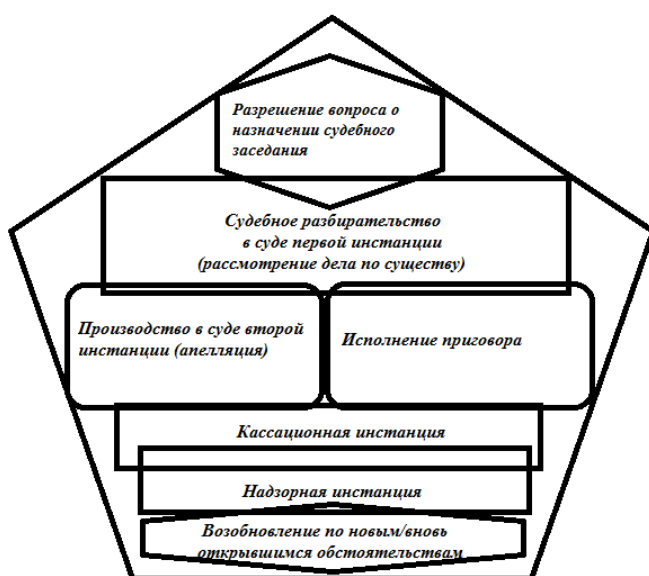 Разрешение вопроса о
назначении судебного
заседания
Судебное разбирательство
в суде первой инстанции
(рассмотрение дела по существу)
Производство в суде второй
инстанции (апелляция)
Исполнение приговора
Кассационная инстанция
Надзорная инстанция
Возобновление по новым/вновь
открывшимся обстоятельствам